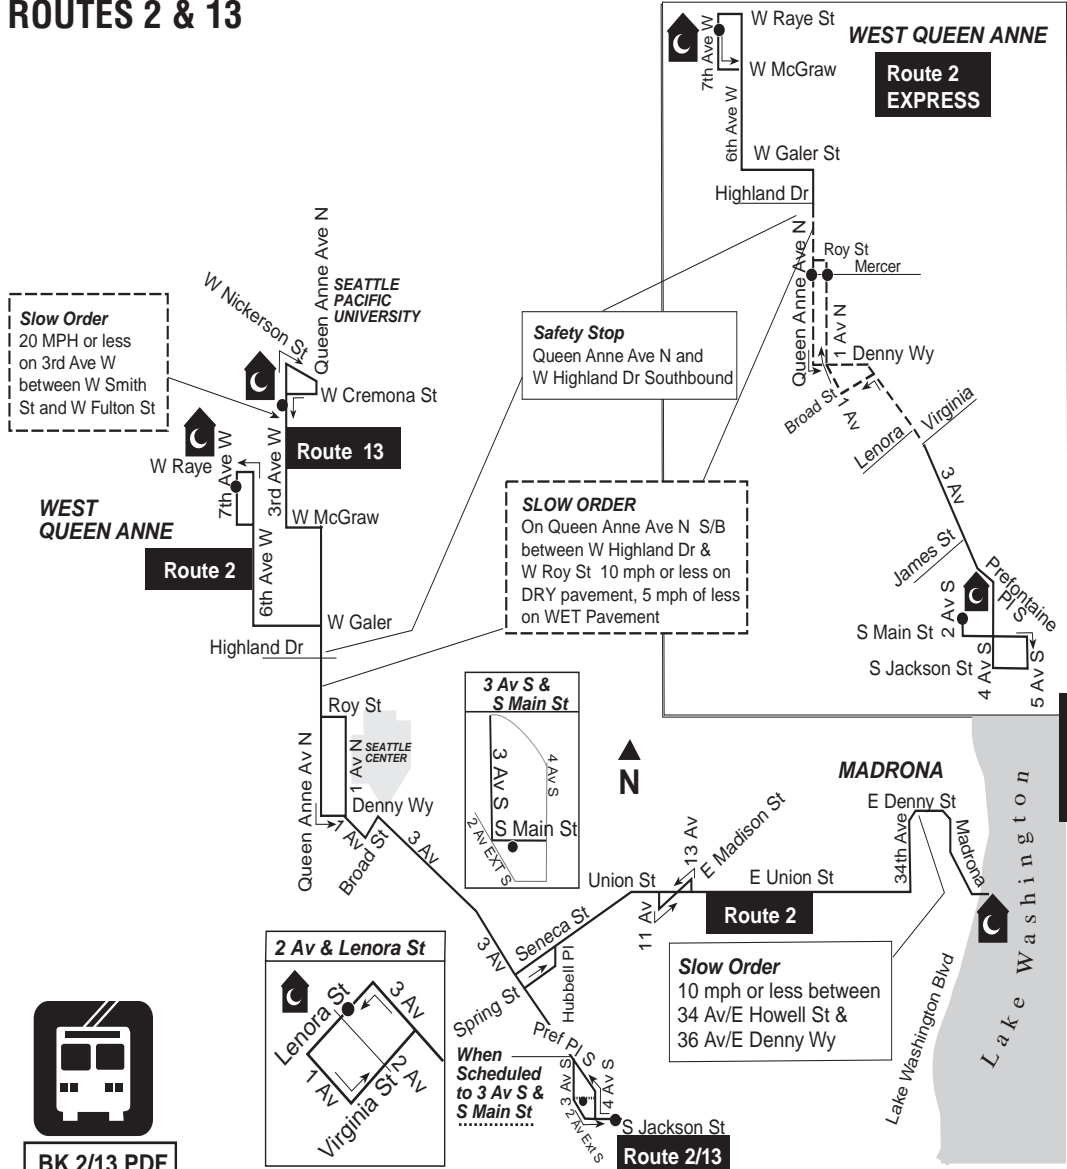 ROUTES 2 & 13
W Raye St
WEST QUEEN ANNE
7th Ave W
W McGraw
Route 2
EXPRESS
6th Ave W
W Galer St
Highland Dr
Queen Anne Ave N
Roy St
Mercer
1 Av N
Denny Wy
Broad St
1 Av
Lenora
Virginia
3 Av
James St
Prefontaine
Pl S
2 Av S
S Main St
S Jackson St
4 Av S
5 Av S
Queen Anne Ave N
W Nickerson St
SEATTLE
PACIFIC
UNIVERSITY
Slow Order
20 MPH or less
on 3rd Ave W
between W Smith
St and W Fulton St
W Cremona St
Safety Stop
Queen Anne Ave N and
W Highland Dr Southbound
3rd Ave W
Route 13
W Raye
7th Ave W
WEST
QUEEN ANNE
W McGraw
Route 2
6th Ave W
SLOW ORDER
On Queen Anne Ave N S/B
between W Highland Dr &
W Roy St 10 mph or less on
DRY pavement, 5 mph of less
on WET Pavement
W Galer
Highland Dr
Roy St
Queen Anne Av N
1 Av N
SEATTLE
CENTER
Denny Wy
1 Av
Broad St
3 Av
3 Av S &
S Main St
3 Av S
4 Av S
S Main St
2 Av EXT S
N
MADRONA
E Denny St
34th Ave
Madrona
Lake Washington
13 Av
E Madison St
Union St
E Union St
11 Av
Route 2
Slow Order
10 mph or less between
34 Av/E Howell St &
36 Av/E Denny Wy
Lake Washington Blvd
3 Av
Seneca St
Spring St
Hubbell Pl
2 Av & Lenora St
Lenora St
3 Av
1 Av
2 Av
Virginia St
Pref Pl S
When
Scheduled
to 3 Av S &
S Main St
3 Av S
4 Av S
2 Av Ext S
S Jackson St
Route 2/13
BK 2/13 PDF